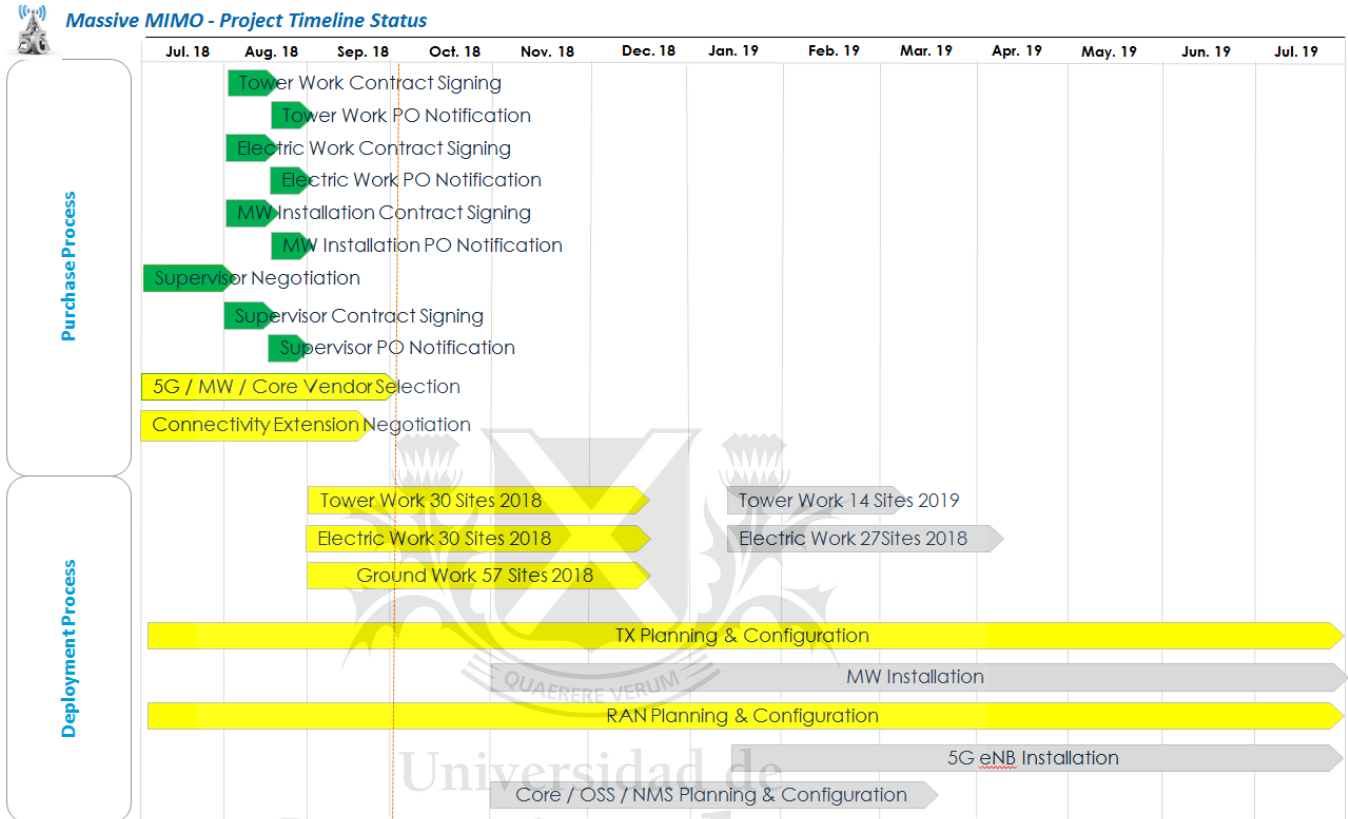 5G
Massive MIMO - Project Timeline Status
Jul. 18 Aug. 18 Sep. 18 Oct. 18 Nov. 18 Dec. 18 Jan. 19 Feb. 19 Mar. 19 Apr. 19 May. 19 Jun. 19 Jul. 19
Purchase Process
Tower Work Contract Signing
Tower Work PO Notification
Electric Work Contract Signing
Electric Work PO Notification
MW Installation Contract Signing
MW Installation PO Notification
Supervisor Negotiation
Supervisor Contract Signing
Supervisor PO Notification
5G / MW / Core Vendor Selection
Connectivity Extension Negotiation
Deployment Process
Tower Work 30 Sites 2018 Tower Work 14 Sites 2019
Electric Work 30 Sites 2018 Electric Work 27Sites 2018
Ground Work 57 Sites 2018
TX Planning & Configuration
MW Installation
QUAERERE VERUM
RAN Planning & Configuration
5G eNB Installation
Universidad de
Core / OSS / NMS Planning & Configuration